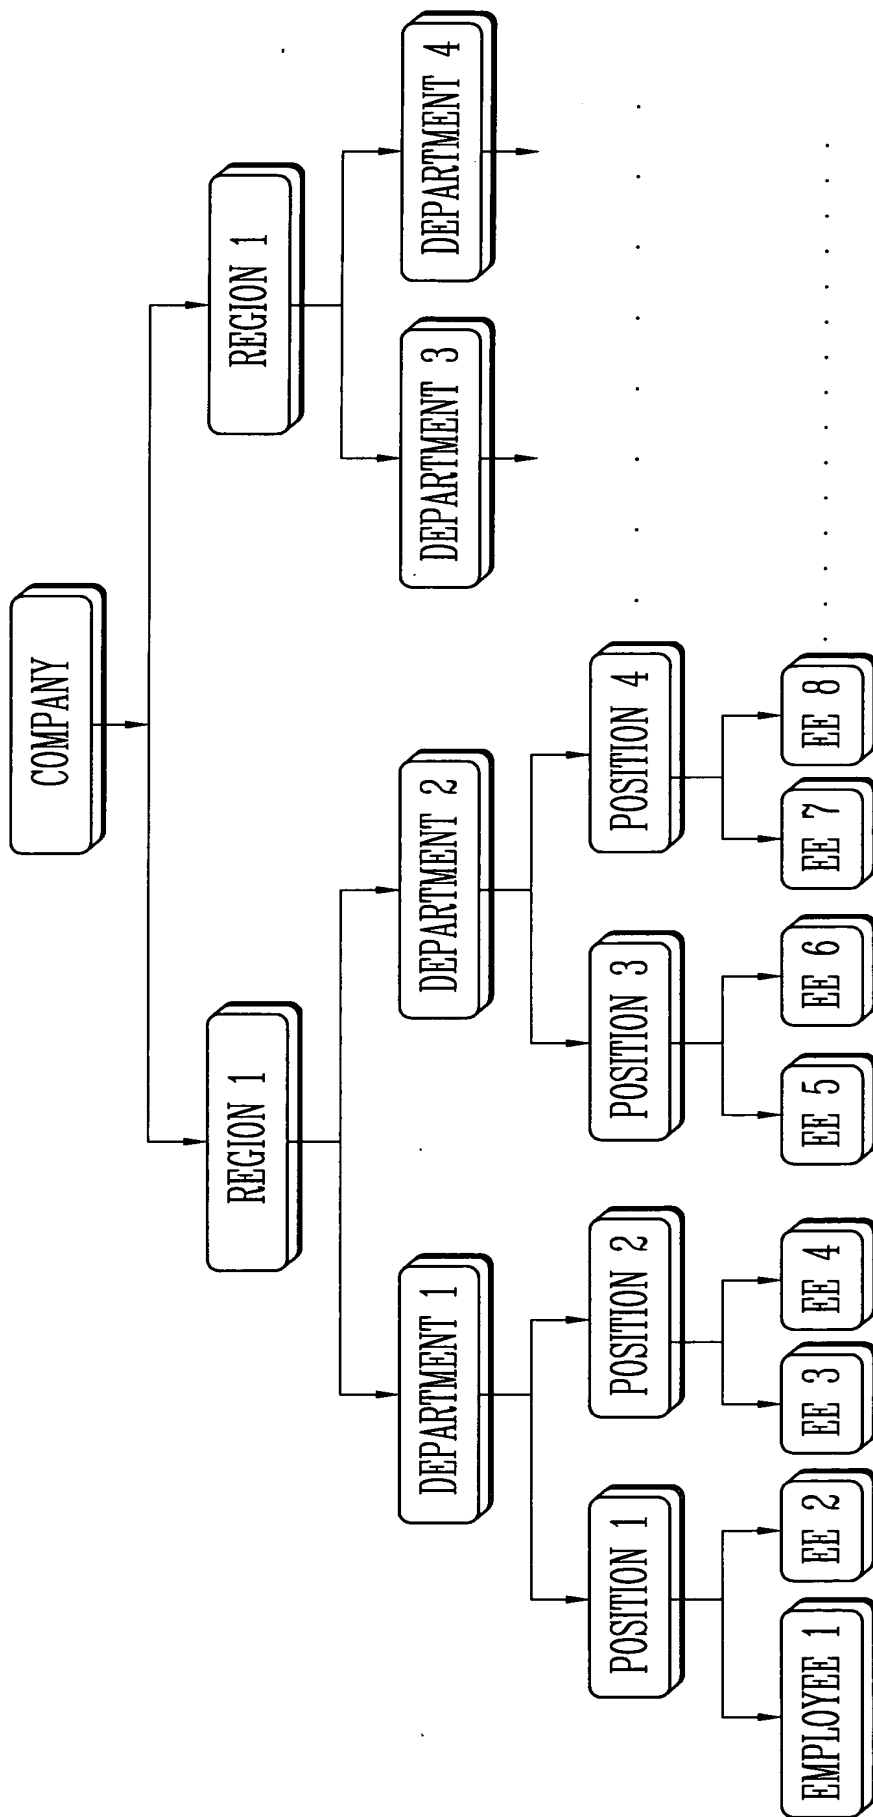 COMPANY
REGION 1
REGION 1
DEPARTMENT 1
DEPARTMENT 2
DEPARTMENT 3
DEPARTMENT 4
POSITION 1
POSITION 2
POSITION 3
POSITION 4
EMPLOYEE 1
EE 2
EE 3
EE 4
EE 5
EE 6
EE 7
EE 8